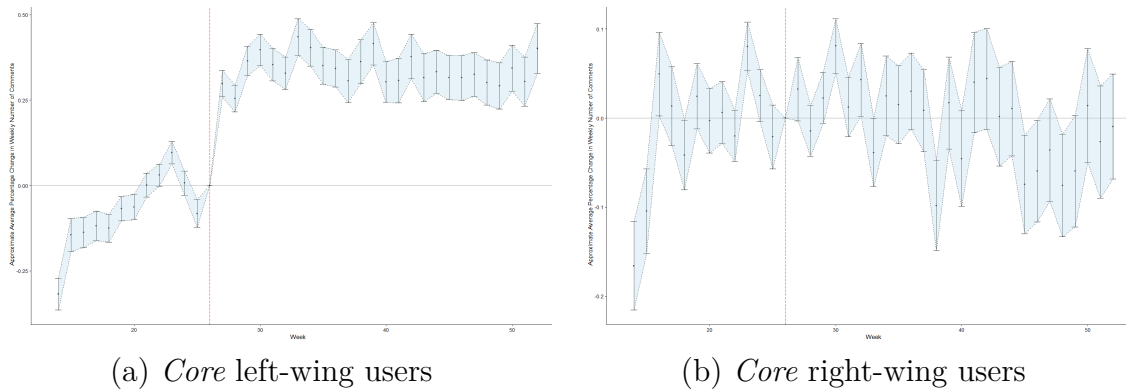 0.50
0.25
0.00
-0.25
Approximate Average Percentage Change in Weekly Number of Comments
20
30
40
50
Week
(a) Core left-wing users
0.1
0.0
-0.1
-0.2
Approximate Average Percentage Change in Weekly Number of Comments
20
30
40
50
Week
(b) Core right-wing users